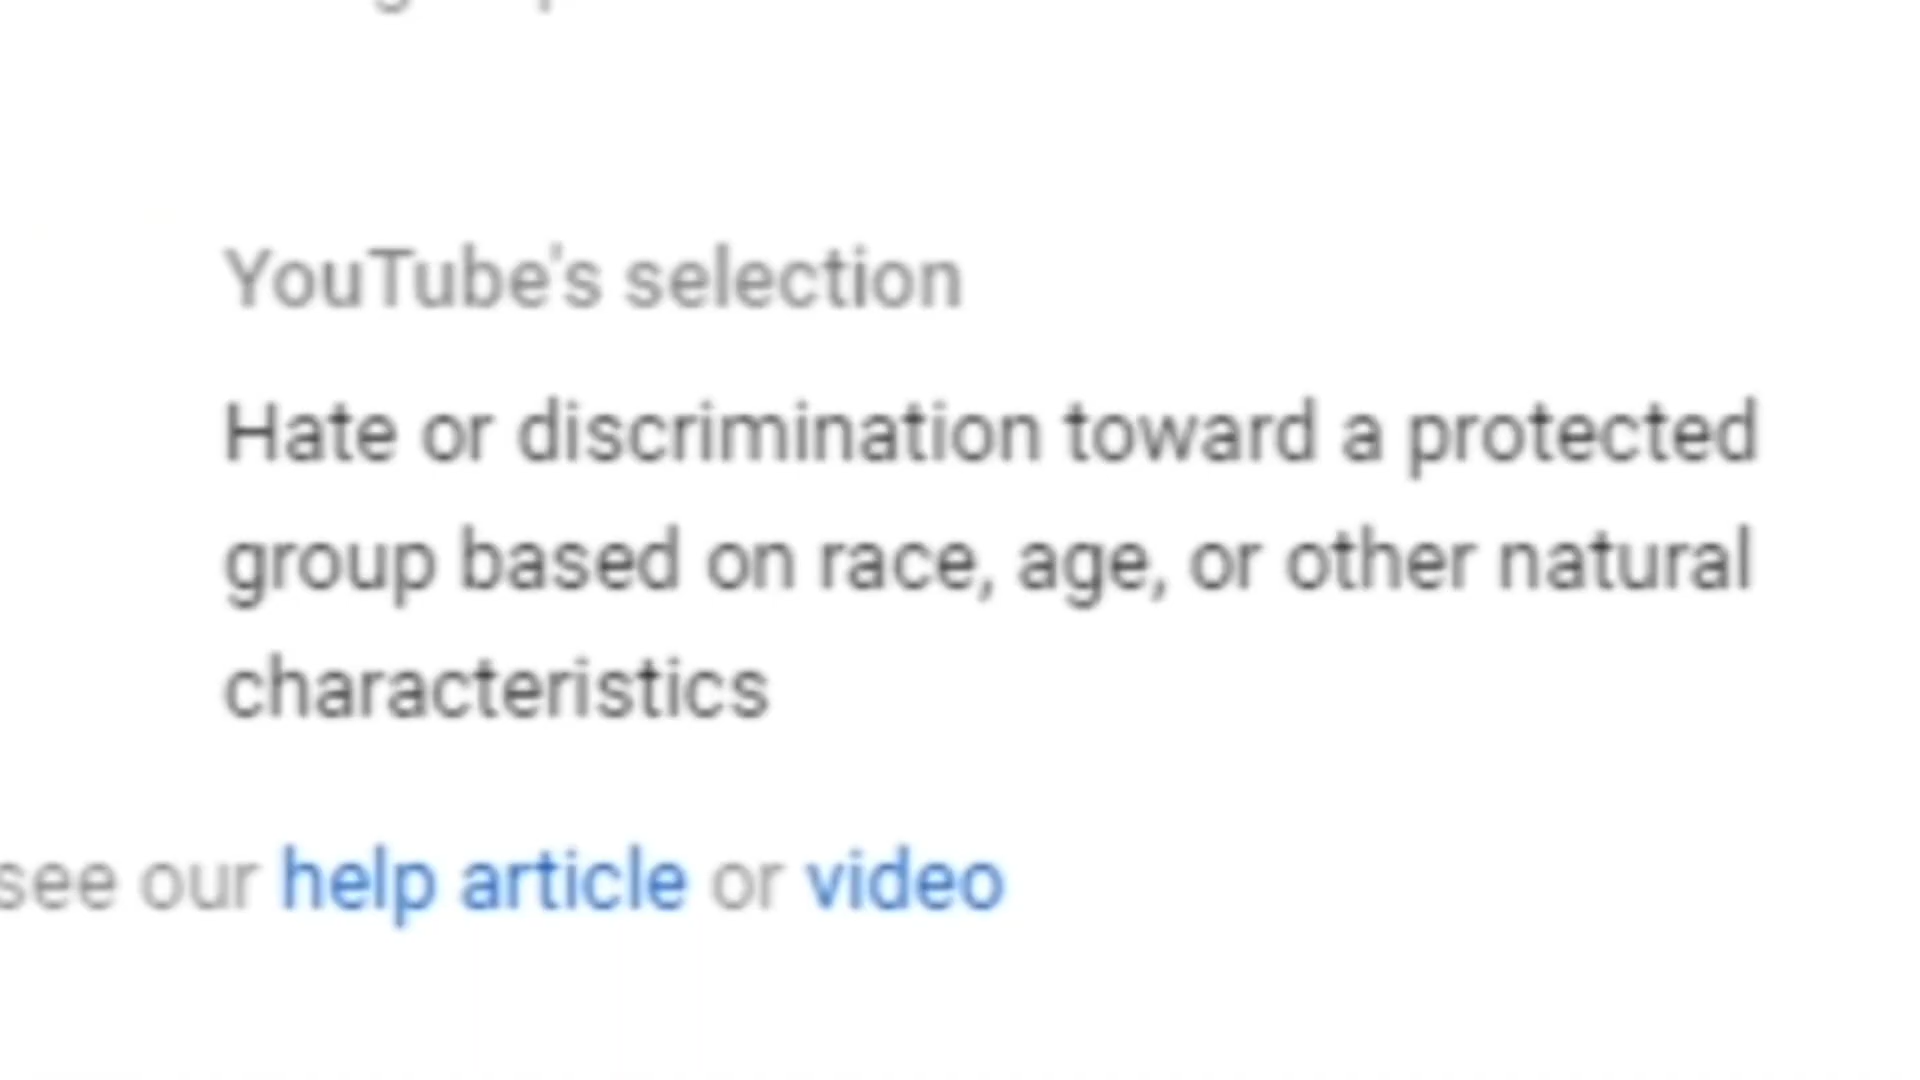 YouTube's selection
Hate or discrimination toward a protected
group based on race, age, or other natural
characteristics
see our help article or video